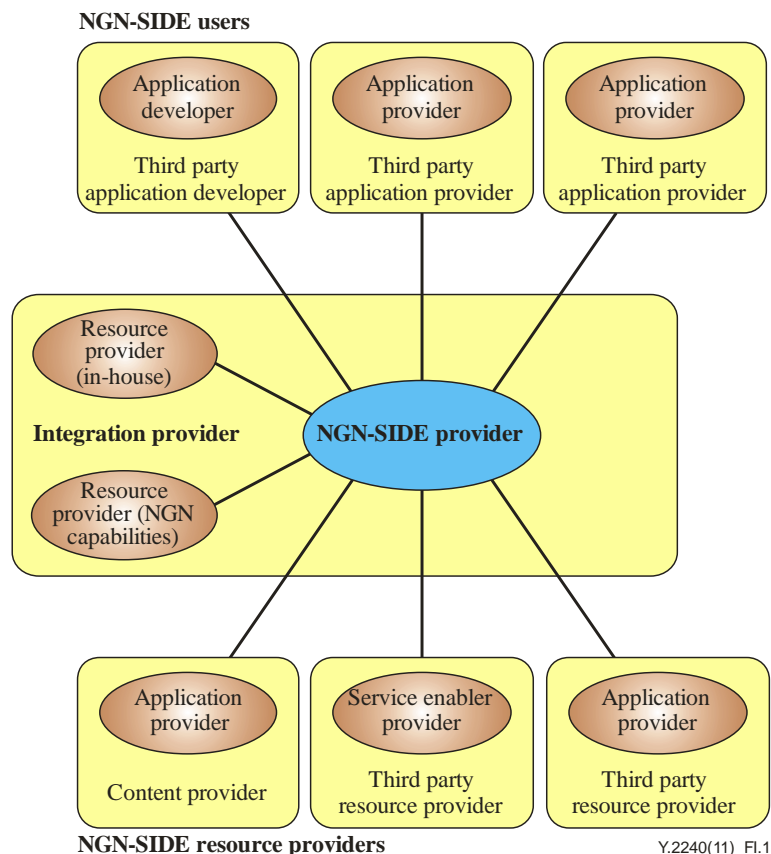 NGN-SIDE users
Application
developer
Third party
application developer
Application
provider
Third party
application provider
Application
provider
Third party
application provider
Resource
provider
(in-house)
Integration provider
NGN-SIDE provider
Resource
provider (NGN
capabilities)
Application
provider
Content provider
Service enabler
provider
Third party
resource provider
Application
provider
Third party
resource provider
NGN-SIDE resource providers
Y.2240(11)_FI.1